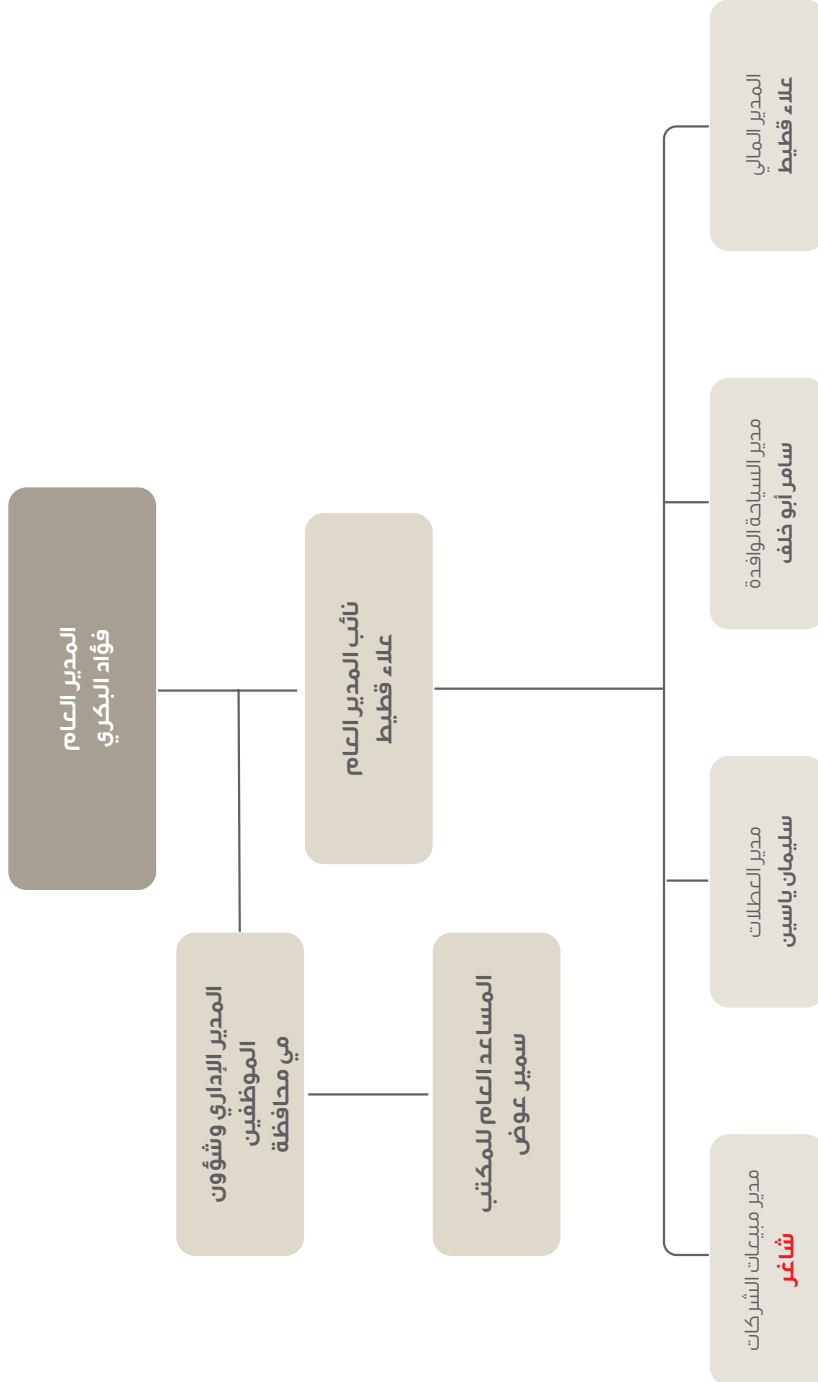 المدير العام
فؤاد البكري
نائب المدير العام
علاء قطيط
المدير الإداري وشؤون
الموظفين
مي محافظة
المساعد العام للمكتب
سمير عوض
المدير المالي
علاء قطيط
مدير السياحة الوافدة
سامر أبو خلف
مدير العطلات
سليمان ياسين
مدير مبيعات الشركات
شاغر